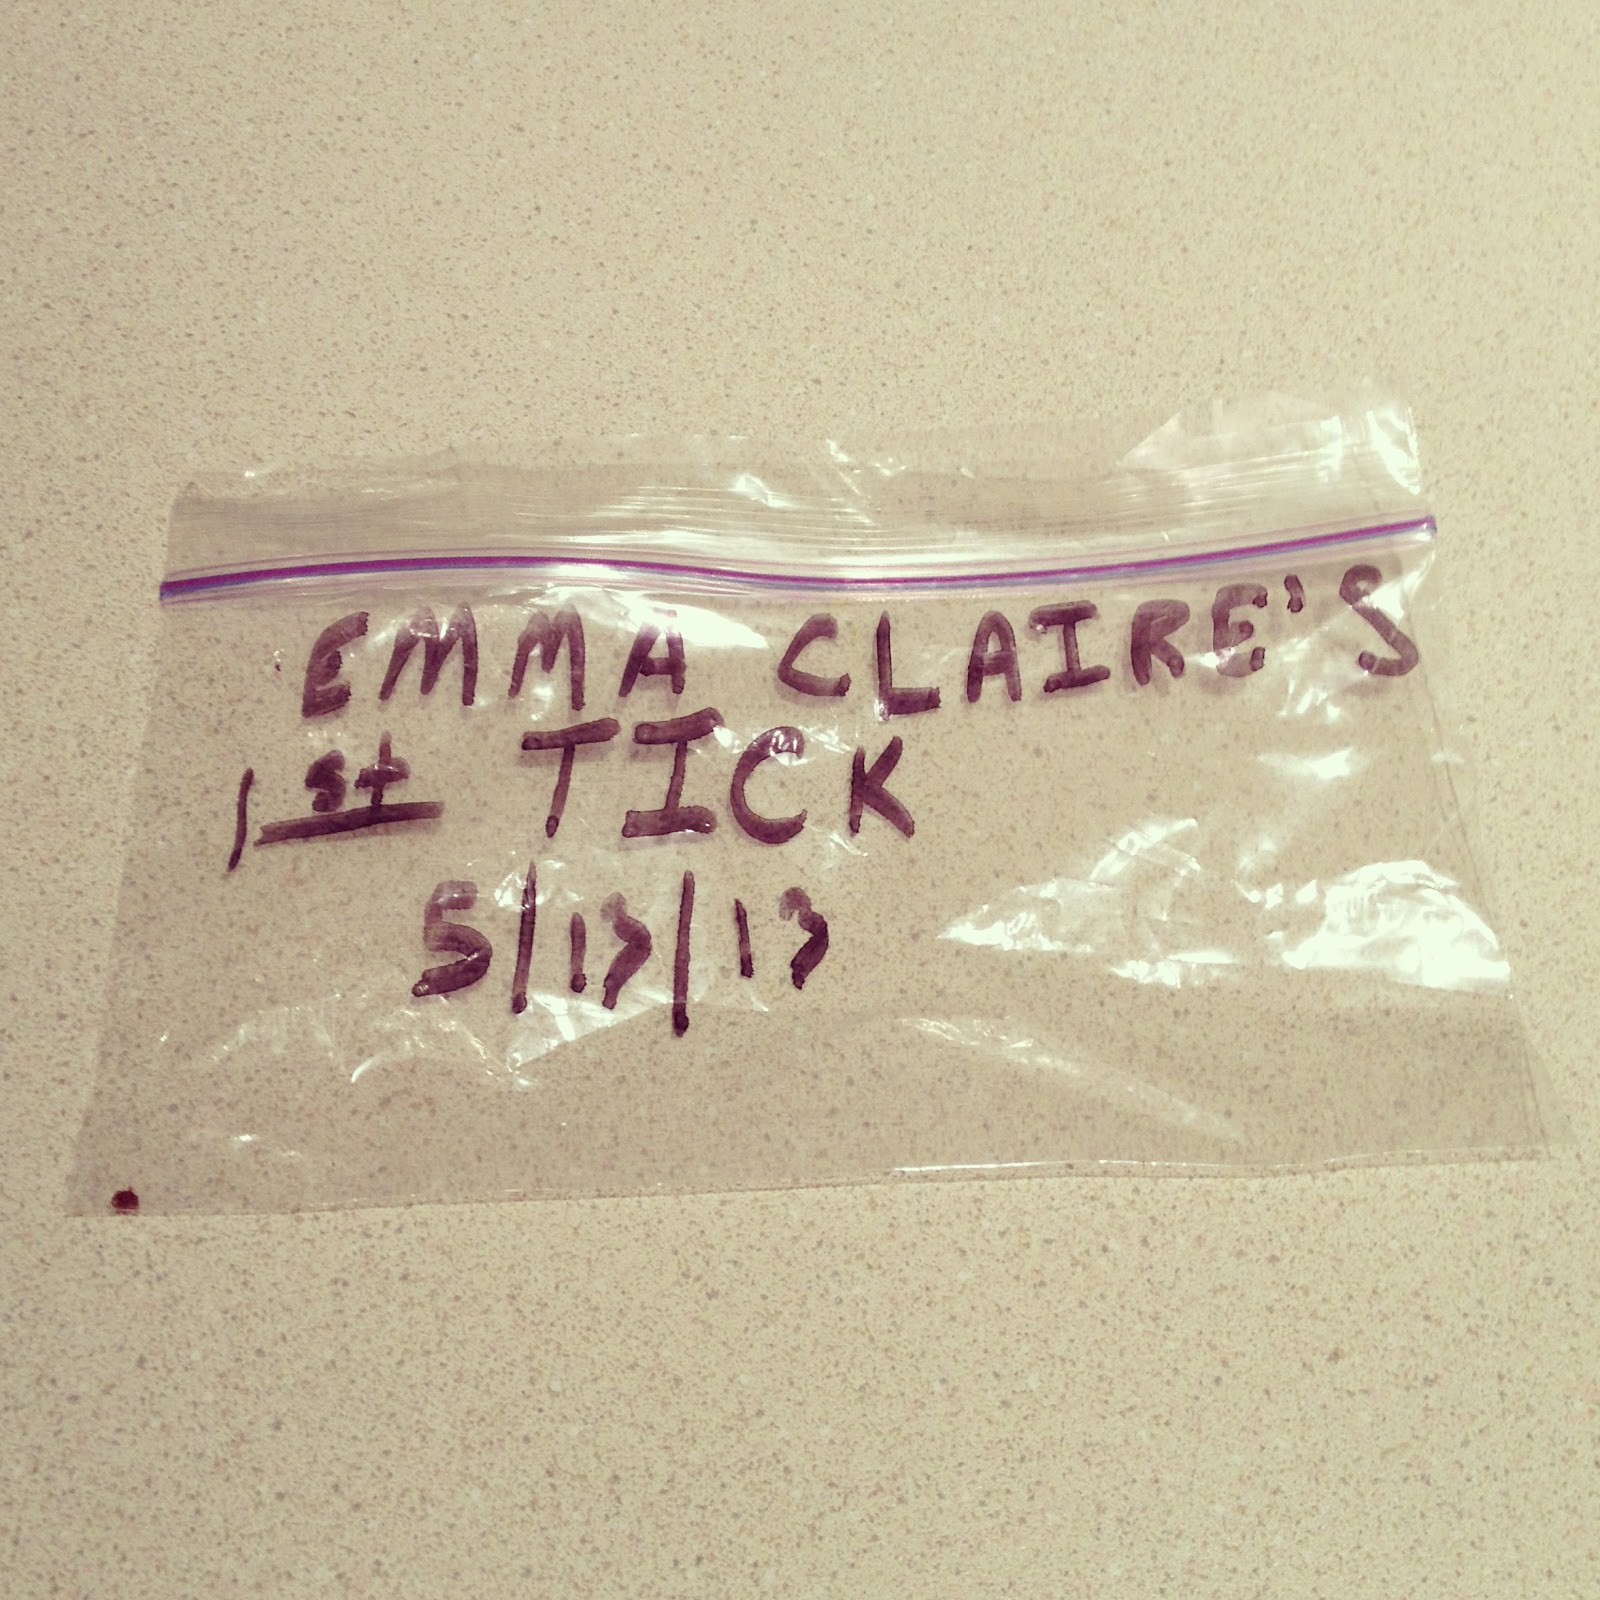 EMMA CLAIRE'S
1st TICK
5/13/13